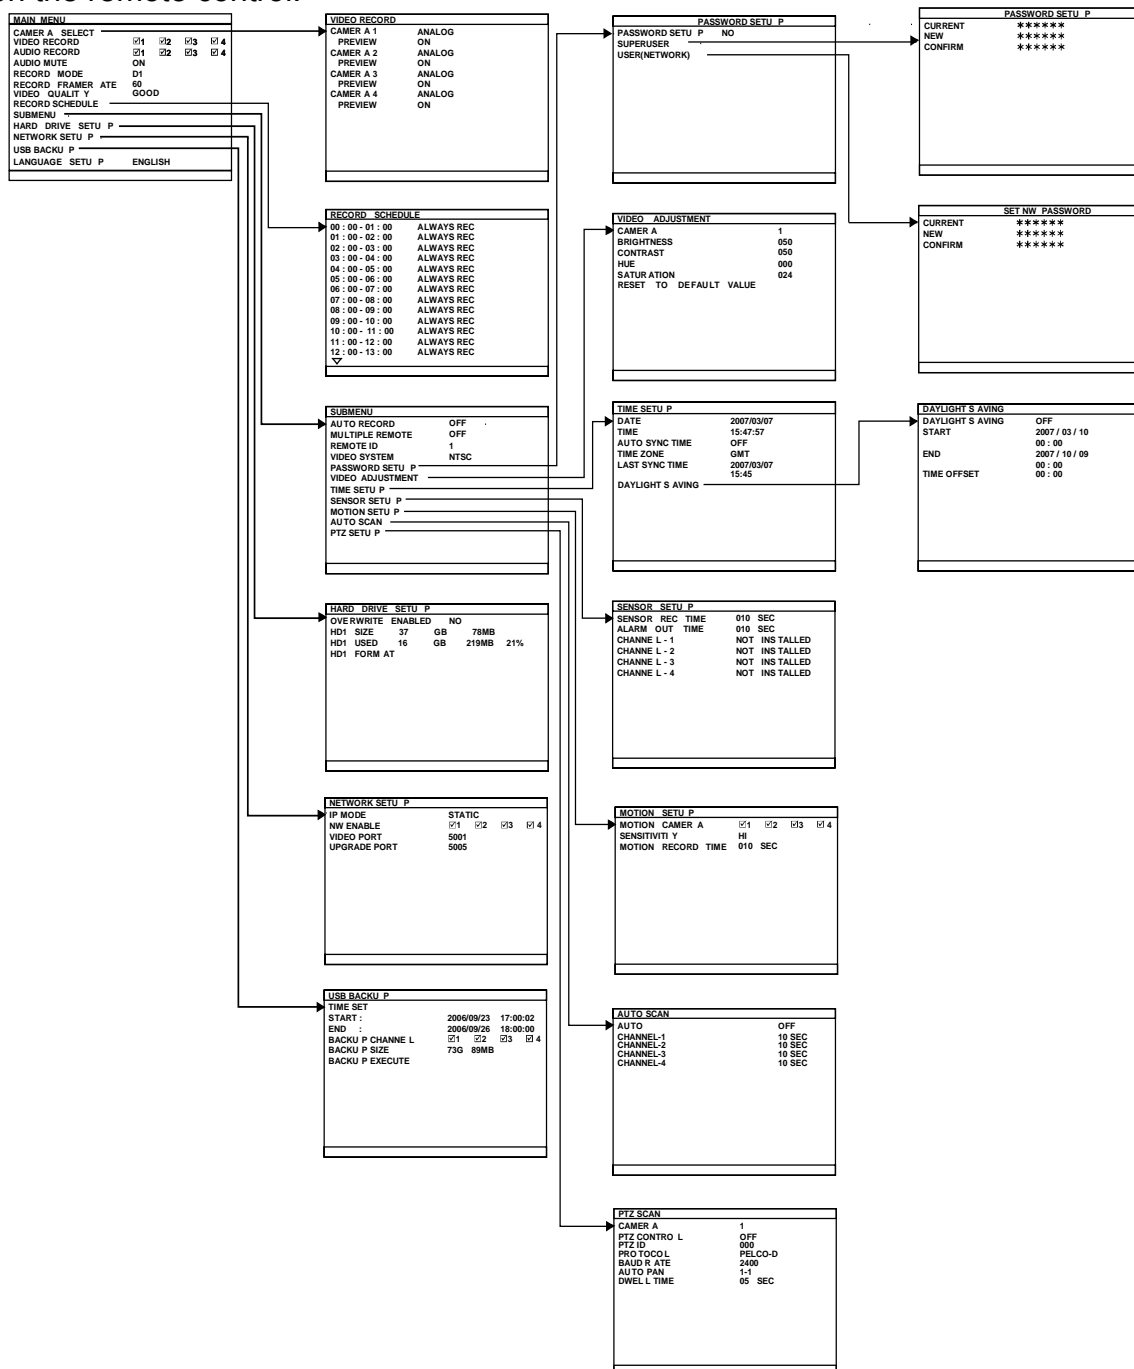 on the remote control.
MAIN MENU
CAMER A SELECT
VIDEO RECORD ☑1 ☑2 ☑3 ☑4
AUDIO RECORD ☑1 ☑2 ☑3 ☑4
AUDIO MUTE ON
RECORD MODE D1
RECORD FRAMER ATE 60
VIDEO QUALIT Y GOOD
RECORD SCHEDULE
SUBMENU
HARD DRIVE SETU P
NETWORK SETU P
USB BACKU P
LANGUAGE SETU P ENGLISH
VIDEO RECORD
CAMER A 1 ANALOG
PREVIEW ON
CAMER A 2 ANALOG
PREVIEW ON
CAMER A 3 ANALOG
PREVIEW ON
CAMER A 4 ANALOG
PREVIEW ON
RECORD SCHEDULE
00 : 00 - 01 : 00 ALWAYS REC
01 : 00 - 02 : 00 ALWAYS REC
02 : 00 - 03 : 00 ALWAYS REC
03 : 00 - 04 : 00 ALWAYS REC
04 : 00 - 05 : 00 ALWAYS REC
05 : 00 - 06 : 00 ALWAYS REC
06 : 00 - 07 : 00 ALWAYS REC
07 : 00 - 08 : 00 ALWAYS REC
08 : 00 - 09 : 00 ALWAYS REC
09 : 00 - 10 : 00 ALWAYS REC
10 : 00 - 11 : 00 ALWAYS REC
11 : 00 - 12 : 00 ALWAYS REC
12 : 00 - 13 : 00 ALWAYS REC
SUBMENU
AUTO RECORD OFF
MULTIPLE REMOTE OFF
REMOTE ID 1
VIDEO SYSTEM NTSC
PASSWORD SETU P
VIDEO ADJUSTMENT
TIME SETU P
SENSOR SETU P
MOTION SETU P
AUTO SCAN
PTZ SETU P
HARD DRIVE SETU P
OVE RWRITE ENABLED NO
HD1 SIZE 37 GB 78MB
HD1 USED 16 GB 219MB 21%
HD1 FORM AT
NETWORK SETU P
IP MODE STATIC
NW ENABLE ☑1 ☑2 ☑3 ☑4
VIDEO PORT 5001
UPGRADE PORT 5005
USB BACKU P
TIME SET
START : 2006/09/23 17:00:02
END : 2006/09/26 18:00:00
BACKU P CHANNE L ☑1 ☑2 ☑3 ☑4
BACKU P SIZE 73G 89MB
BACKU P EXECUTE
PASSWORD SETU P
PASSWORD SETU P NO
SUPERUSER
USER(NETWORK)
VIDEO ADJUSTMENT
CAMER A 1
BRIGHTNESS 050
CONTRAST 050
HUE 000
SATUR ATION 024
RESET TO DEFAUL T VALUE
TIME SETU P
DATE 2007/03/07
TIME 15:47:57
AUTO SYNC TIME OFF
TIME ZONE GMT
LAST SYNC TIME 2007/03/07
15:45
DAYLIGHT S AVING
SENSOR SETU P
SENSOR REC TIME 010 SEC
ALARM OUT TIME 010 SEC
CHANNE L - 1 NOT INS TALLED
CHANNE L - 2 NOT INS TALLED
CHANNE L - 3 NOT INS TALLED
CHANNE L - 4 NOT INS TALLED
MOTION SETU P
MOTION CAMER A ☑1 ☑2 ☑3 ☑4
SENSITIVITI Y HI
MOTION RECORD TIME 010 SEC
AUTO SCAN
AUTO OFF
CHANNEL-1 10 SEC
CHANNEL-2 10 SEC
CHANNEL-3 10 SEC
CHANNEL-4 10 SEC
PTZ SCAN
CAMER A 1
PTZ CONTRO L OFF
PTZ ID 000
PRO TOCO L PELCO-D
BAUD R ATE 2400
AUTO PAN 1-1
DWEL L TIME 05 SEC
PASSWORD SETU P
CURRENT ******
NEW ******
CONFIRM ******
SET NW PASSWORD
CURRENT ******
NEW ******
CONFIRM ******
DAYLIGHT S AVING
DAYLIGHT S AVING OFF
START 2007 / 03 / 10
00 : 00
END 2007 / 10 / 09
00 : 00
TIME OFFSET 00 : 00